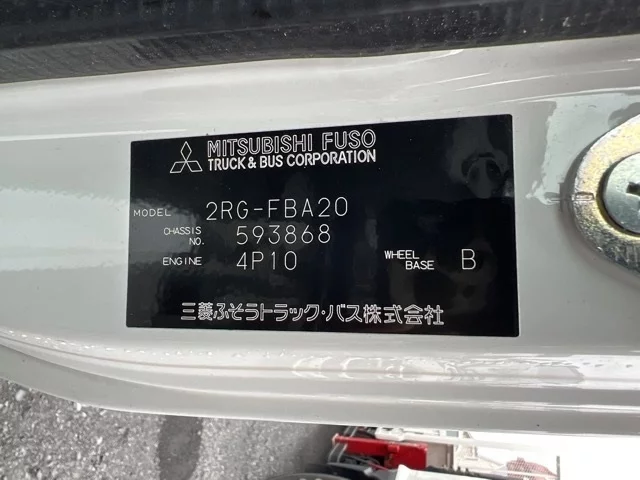 MITSUBISHI FUSO
TRUCK & BUS CORPORATION
MODEL 2RG-FBA20
CHASSIS NO. 593868
ENGINE 4P10 WHEEL BASE B
三菱ふそうトラック・バス株式会社